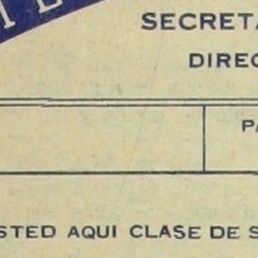 SECRETA
DIREC
PA
STED AQUI CLASE DE S